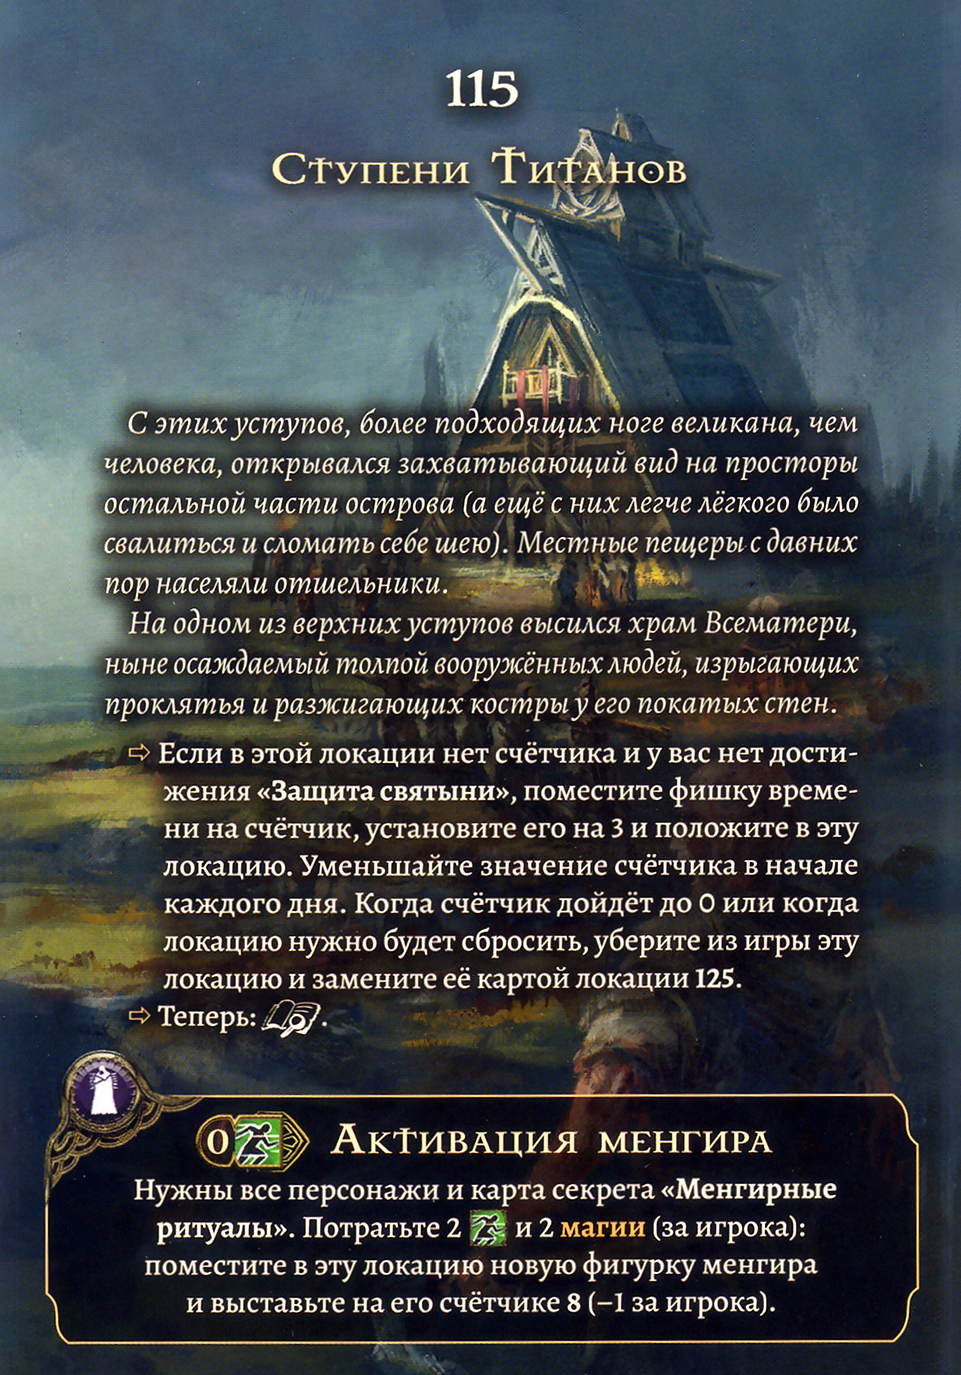 115
Ступени Титанов
С этих уступов, более подходящих ноге великана, чем
человека, открывался захватывающий вид на просторы
остальной части острова (а ещё с них легче лёгкого было
свалиться и сломать себе шею). Местные пещеры с давних
пор населяли отшельники.
На одном из верхних уступов высился храм Всематери,
ныне осаждаемый толпой вооружённых людей, изрыгающих
проклятья и разжигающих костры у его покатых стен.
⇨ Если в этой локации нет счётчика и у вас нет дости-
жения «Защита святыни», поместите фишку време-
ни на счётчик, установите его на 3 и положите в эту
локацию. Уменьшайте значение счётчика в начале
каждого дня. Когда счётчик дойдёт до 0 или когда
локацию нужно будет сбросить, уберите из игры эту
локацию и замените её картой локации 125.
⇨ Теперь: .
0 Активация менгира
Нужны все персонажи и карта секрета «Менгирные
ритуалы». Потратьте 2 и 2 магии (за игрока):
поместите в эту локацию новую фигурку менгира
и выставьте на его счётчике 8 (–1 за игрока).